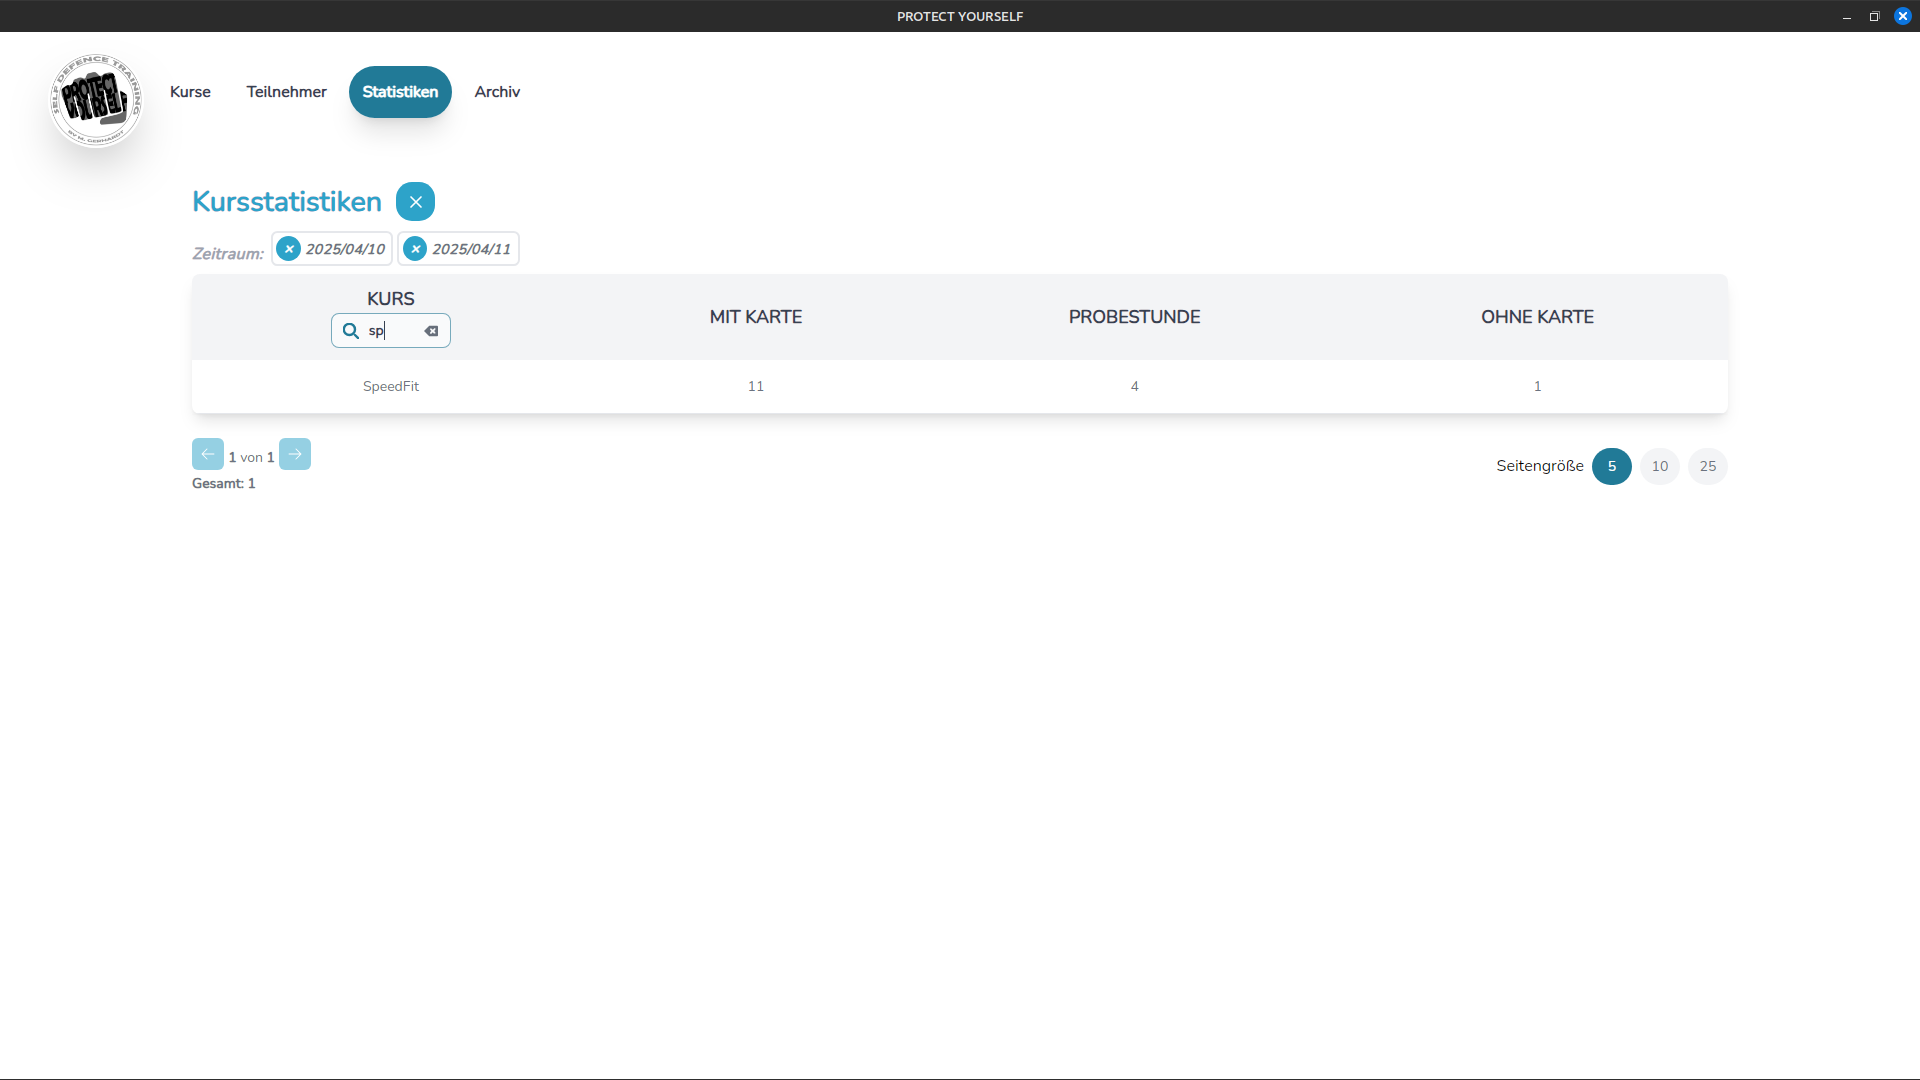 PROTECT YOURSELF
SELF DEFENCE TRAINING
PROTECT
BY M. GEBHARDT
Kurse
Teilnehmer
Statistiken
Archiv
Kursstatistiken
Zeitraum:
2025/04/10
2025/04/11
KURS
MIT KARTE
PROBESTUNDE
OHNE KARTE
sp
SpeedFit
11
4
1
1 von 1
Gesamt: 1
Seitengröße
5
10
25